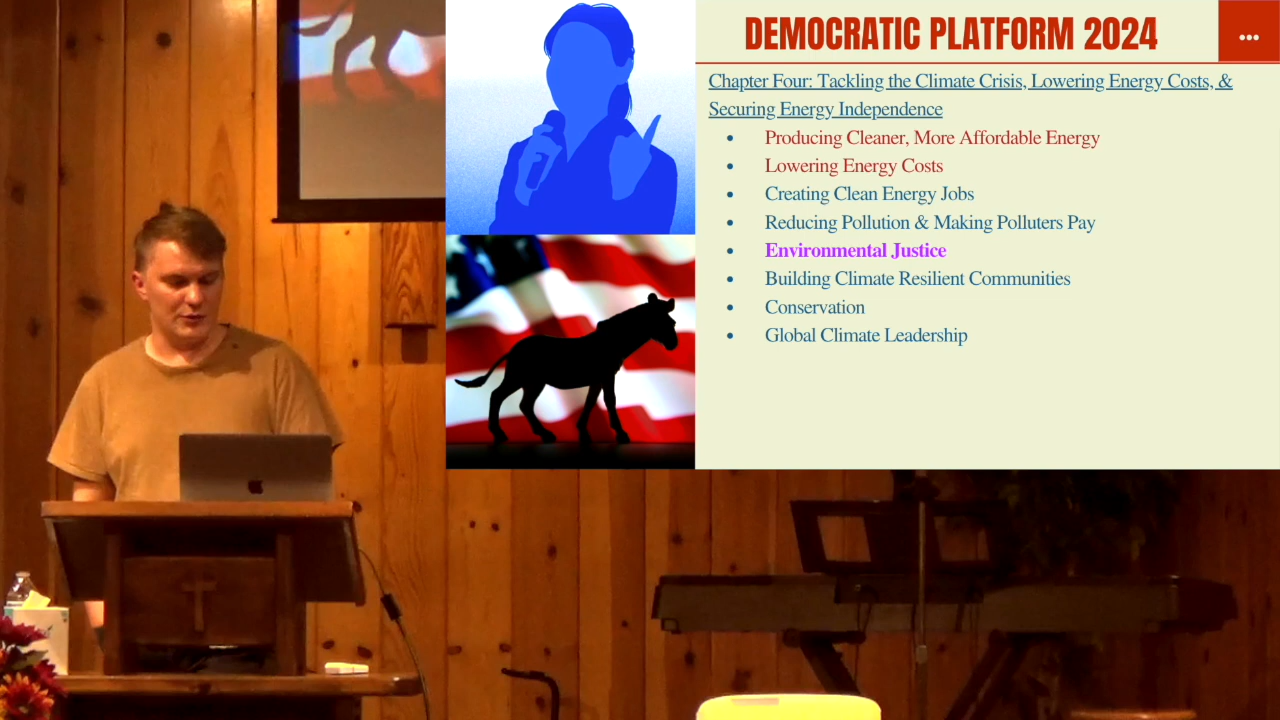 DEMOCRATIC PLATFORM 2024
Chapter Four: Tackling the Climate Crisis, Lowering Energy Costs, &
Securing Energy Independence
• Producing Cleaner, More Affordable Energy
• Lowering Energy Costs
• Creating Clean Energy Jobs
• Reducing Pollution & Making Polluters Pay
• Environmental Justice
• Building Climate Resilient Communities
• Conservation
• Global Climate Leadership